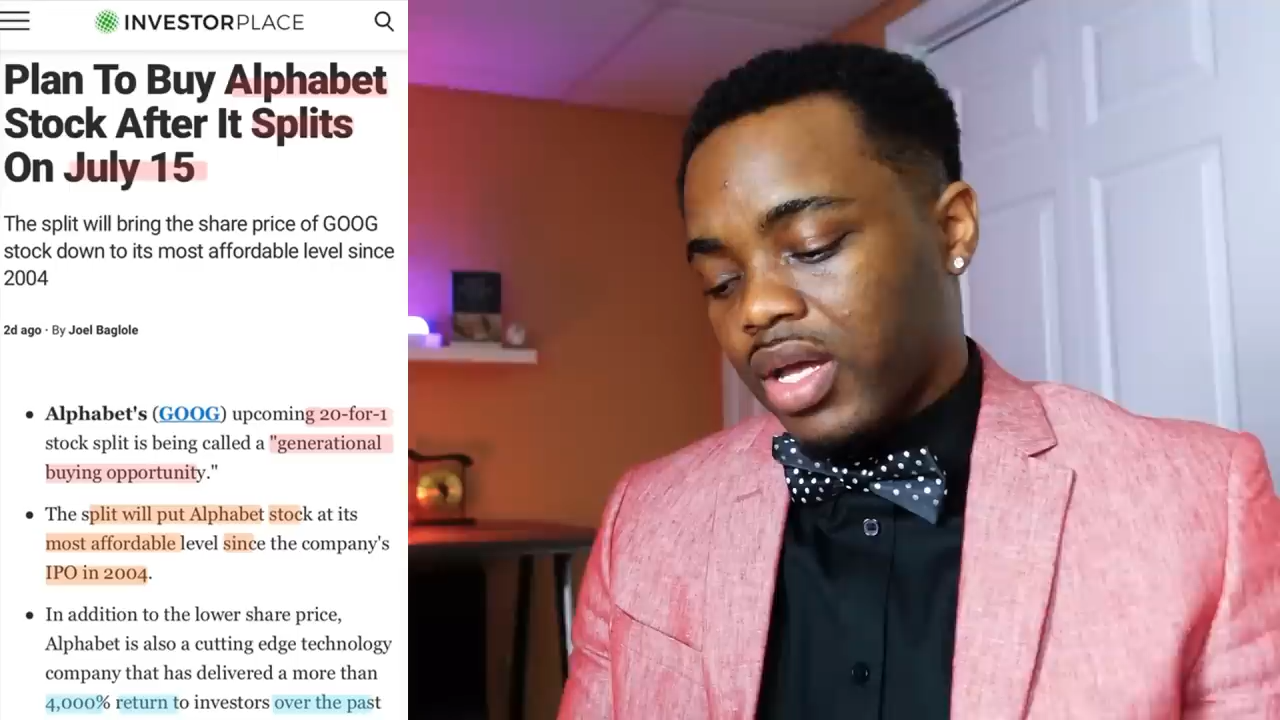 INVESTORPLACE
Plan To Buy Alphabet
Stock After It Splits
On July 15
The split will bring the share price of GOOG
stock down to its most affordable level since
2004
2d ago · By Joel Baglole
• Alphabet's (GOOG) upcoming 20-for-1
stock split is being called a "generational
buying opportunity."
• The split will put Alphabet stock at its
most affordable level since the company's
IPO in 2004.
• In addition to the lower share price,
Alphabet is also a cutting edge technology
company that has delivered a more than
4,000% return to investors over the past